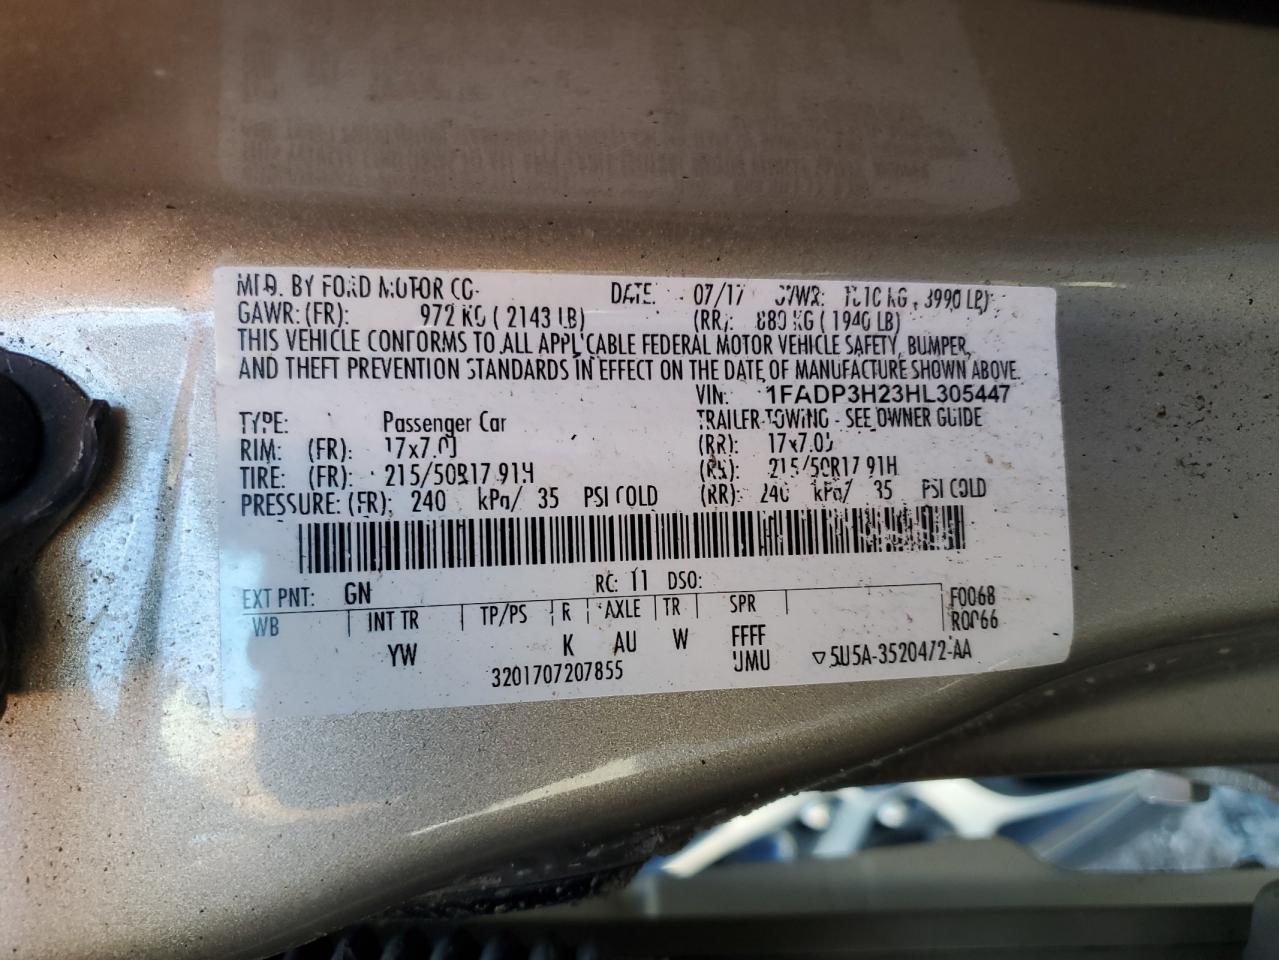 MFD. BY FORD MOTOR CO. DATE: 07/17 GVWR: 1810 KG ( 3990 LB)
GAWR: (FR): 972 KG ( 2143 LB) (RR): 880 KG ( 1940 LB)
THIS VEHICLE CONFORMS TO ALL APPLICABLE FEDERAL MOTOR VEHICLE SAFETY, BUMPER,
AND THEFT PREVENTION STANDARDS IN EFFECT ON THE DATE OF MANUFACTURE SHOWN ABOVE.
VIN: 1FADP3H23HL305447
TYPE: Passenger Car TRAILER TOWING - SEE OWNER GUIDE
RIM: (FR): 17x7.0J (RR): 17x7.0J
TIRE: (FR): 215/50R17 91H (RR): 215/50R17 91H
PRESSURE: (FR): 240 kPa/ 35 PSI COLD (RR): 240 kPa/ 35 PSI COLD
EXT PNT: GN RC: 11 DSO:
WB INT TR TP/PS R AXLE TR SPR F0068
R0066
YW K AU W FFFF
UMU
3201707207855 ▽5U5A-3520472-AA